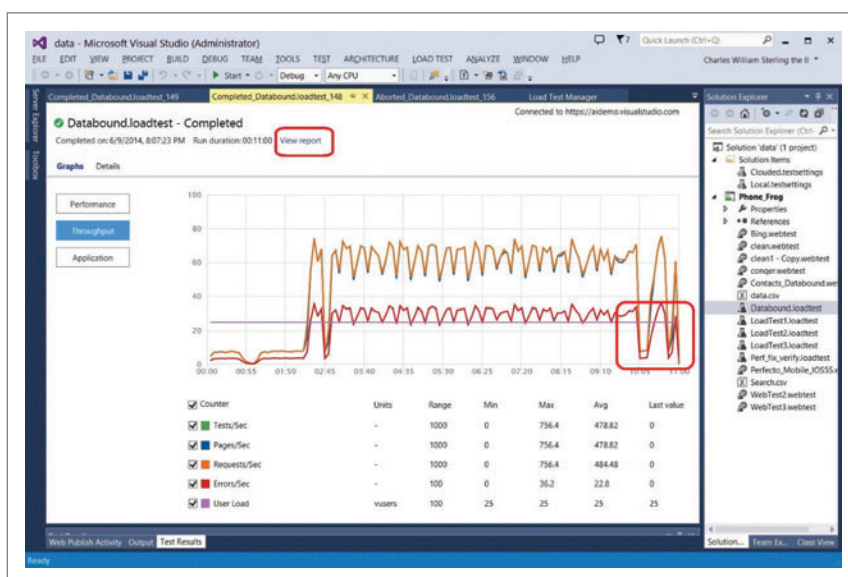 data - Microsoft Visual Studio (Administrator)
7
Quick Launch (Ctrl+Q)
FILE EDIT VIEW PROJECT BUILD DEBUG TEAM TOOLS TEST ARCHITECTURE LOAD TEST ANALYZE WINDOW HELP
Charles William Sterling the II
Start Debug Any CPU
Server Explorer
Toolbox
Completed_Databound.loadtest_149
Completed_Databound.loadtest_148
Aborted_Databound.loadtest_156
Load Test Manager
Databound.loadtest - Completed
Connected to https://aidemo.visualstudio.com
Completed on: 6/9/2014, 8:07:23 PM Run duration: 00:11:00 View report
Graphs Details
Performance
Throughput
Application
100
80
60
40
20
0
00:00 00:55 01:50 02:45 03:40 04:35 05:30 06:25 07:20 08:15 09:10 10:05 11:00
Counter Units Range Min Max Avg Last value
Tests/Sec - 1000 0 756.4 478.82 0
Pages/Sec - 1000 0 756.4 478.82 0
Requests/Sec - 1000 0 756.4 484.48 0
Errors/Sec - 100 0 36.2 22.8 0
User Load vusers 100 25 25 25 25
Solution Explorer
Search Solution Explorer (Ctrl-
Solution 'data' (1 project)
Solution Items
Clouded.testsettings
Local.testsettings
Phone_Frog
Properties
References
Bing.webtest
clean.webtest
clean1 - Copy.webtest
conqer.webtest
Contacts_Databound.we
data.csv
Databound.loadtest
LoadTest1.loadtest
LoadTest2.loadtest
LoadTest3.loadtest
Perf_fix_verify.loadtest
Perfecto_Mobile_IOS5S.v
Search.csv
WebTest2.webtest
WebTest3.webtest
Web Publish Activity Output Test Results
Solution... Team Ex... Class View
Ready